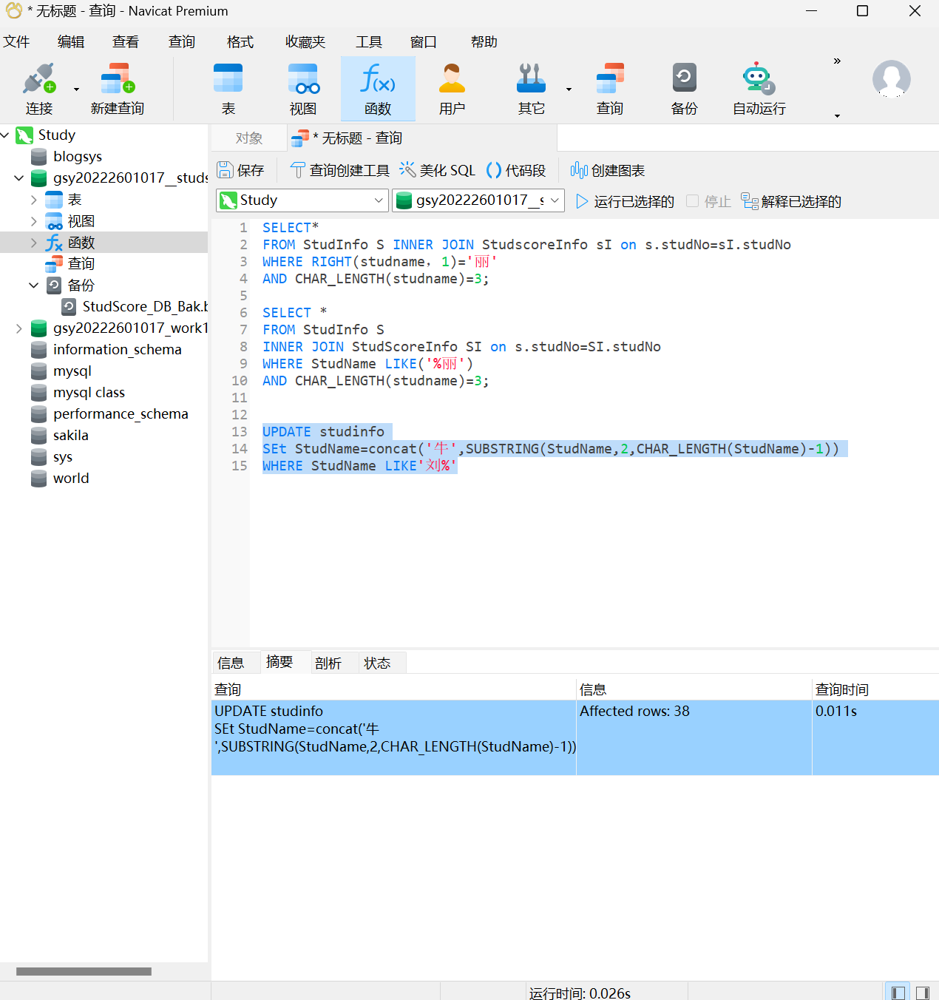 * 无标题 - 查询 - Navicat Premium
文件 编辑 查看 查询 格式 收藏夹 工具 窗口 帮助
连接 新建查询 表 视图 函数 用户 其它 查询 备份 自动运行
»
Study
blogsys
gsy20222601017__studs
表
视图
函数
查询
备份
StudScore_DB_Bak.b
gsy20222601017_work1
information_schema
mysql
mysql class
performance_schema
sakila
sys
world
对象 * 无标题 - 查询
保存 查询创建工具 美化 SQL 代码段 创建图表
Study gsy20222601017__s 运行已选择的 停止 解释已选择的
1 SELECT*
2 FROM StudInfo S INNER JOIN StudscoreInfo sI on s.studNo=sI.studNo
3 WHERE RIGHT(studname，1)='丽'
4 AND CHAR_LENGTH(studname)=3;
5
6 SELECT *
7 FROM StudInfo S
8 INNER JOIN StudScoreInfo SI on s.studNo=SI.studNo
9 WHERE StudName LIKE('%丽')
10 AND CHAR_LENGTH(studname)=3;
11
12
13 UPDATE studinfo
14 SEt StudName=concat('牛',SUBSTRING(StudName,2,CHAR_LENGTH(StudName)-1))
15 WHERE StudName LIKE'刘%'
信息 摘要 剖析 状态
查询 信息 查询时间
UPDATE studinfo Affected rows: 38 0.011s
SEt StudName=concat('牛
',SUBSTRING(StudName,2,CHAR_LENGTH(StudName)-1))
运行时间: 0.026s